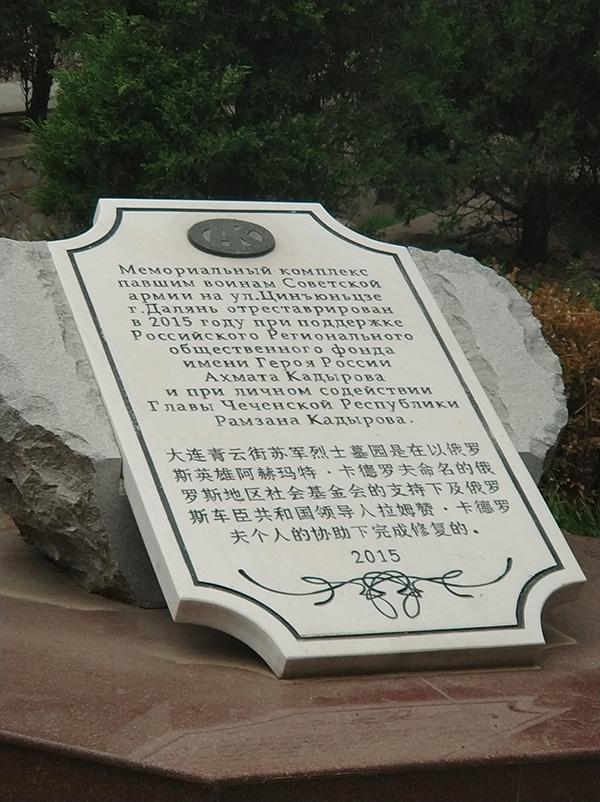 Мемориальный комплекс
павшим воинам Советской
армии на ул.Цинъюньцзе
г.Далянь отреставрирован
в 2015 году при поддержке
Российского Регионального
общественного фонда
имени Героя России
Ахмата Кадырова
и при личном содействии
Главы Чеченской Республики
Рамзана Кадырова.
大连青云街苏军烈士墓园是在以俄罗
斯英雄阿赫玛特·卡德罗夫命名的俄
罗斯地区社会基金会的支持下及俄罗
斯车臣共和国领导人拉姆赞·卡德罗
夫个人的协助下完成修复的。
2015